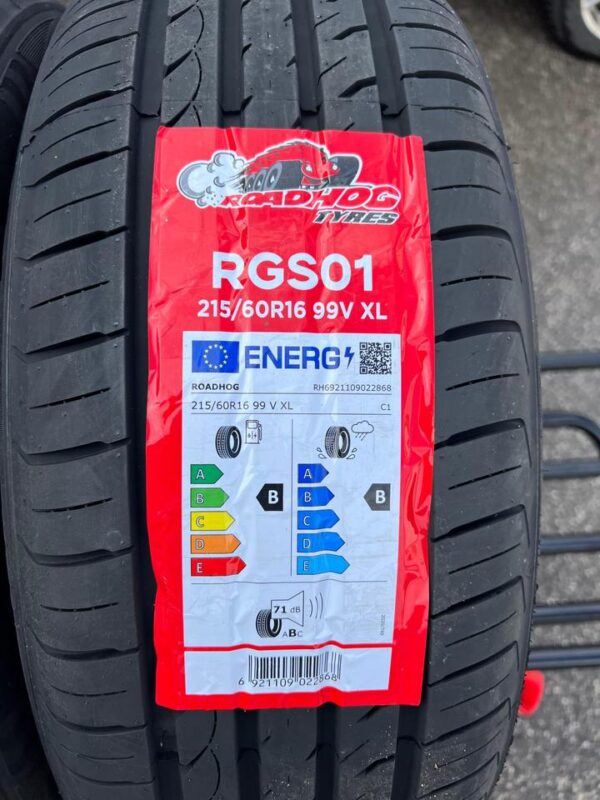 ROADHOG
TYRES
RGS01
215/60R16 99V XL
ENERG
ROADHOG RH6921109022868
215/60R16 99 V XL C1
A A
B B B B
C C
D D
E E
71 dB
ABC
6 921109 022868